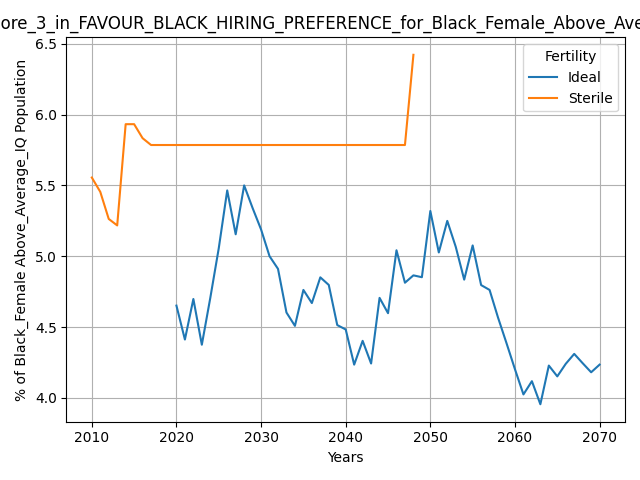 ore_3_in_FAVOUR_BLACK_HIRING_PREFERENCE_for_Black_Female_Above_Ave
% of Black_Female Above_Average_IQ Population
6.5
6.0
5.5
5.0
4.5
4.0
Fertility
Ideal
Sterile
2010 2020 2030 2040 2050 2060 2070
Years